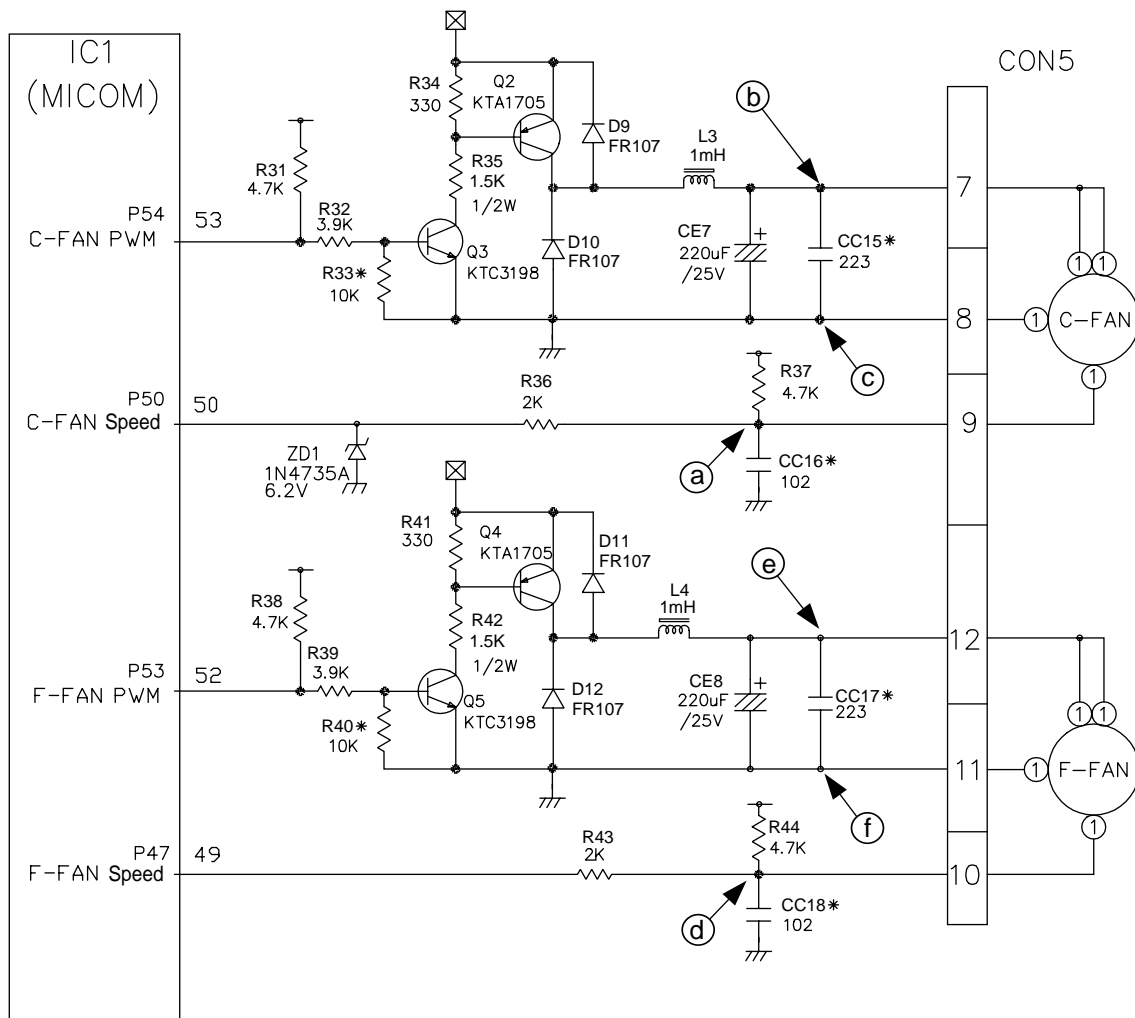 IC1
(MICOM)
CON5
R34
330
Q2
KTA1705
D9
FR107
b
L3
1mH
R31
4.7K
R35
1.5K
1/2W
P54
53
C-FAN PWM
R32
3.9K
7
R33*
10K
Q3
KTC3198
D10
FR107
CE7
220uF
/25V
+
CC15*
223
1
1
1
C-FAN
8
c
R37
4.7K
1
P50
50
C-FAN Speed
R36
2K
9
ZD1
1N4735A
6.2V
a
CC16*
102
R41
330
Q4
KTA1705
D11
FR107
e
L4
1mH
R38
4.7K
R42
1.5K
1/2W
P53
52
F-FAN PWM
R39
3.9K
12
R40*
10K
Q5
KTC3198
D12
FR107
CE8
220uF
/25V
+
CC17*
223
1
1
1
F-FAN
11
f
R44
4.7K
1
P47
49
F-FAN Speed
R43
2K
10
d
CC18*
102